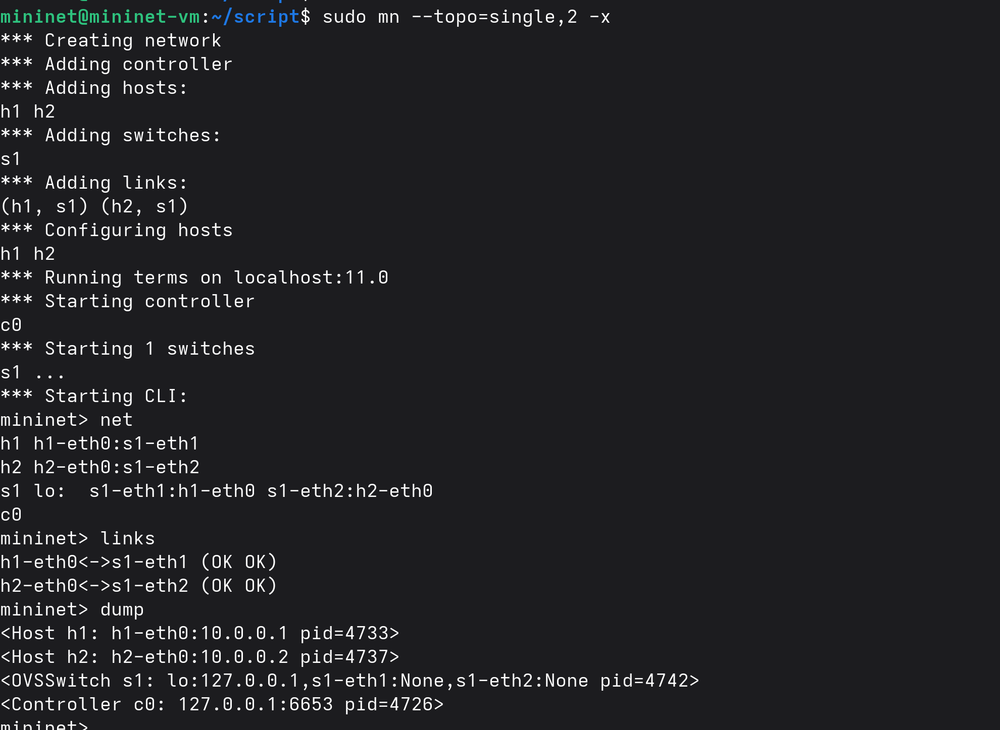 mininet@mininet-vm:~/script$ sudo mn --topo=single,2 -x
*** Creating network
*** Adding controller
*** Adding hosts:
h1 h2
*** Adding switches:
s1
*** Adding links:
(h1, s1) (h2, s1)
*** Configuring hosts
h1 h2
*** Running terms on localhost:11.0
*** Starting controller
c0
*** Starting 1 switches
s1 ...
*** Starting CLI:
mininet> net
h1 h1-eth0:s1-eth1
h2 h2-eth0:s1-eth2
s1 lo:  s1-eth1:h1-eth0 s1-eth2:h2-eth0
c0
mininet> links
h1-eth0<->s1-eth1 (OK OK)
h2-eth0<->s1-eth2 (OK OK)
mininet> dump
<Host h1: h1-eth0:10.0.0.1 pid=4733>
<Host h2: h2-eth0:10.0.0.2 pid=4737>
<OVSSwitch s1: lo:127.0.0.1,s1-eth1:None,s1-eth2:None pid=4742>
<Controller c0: 127.0.0.1:6653 pid=4726>
mininet>